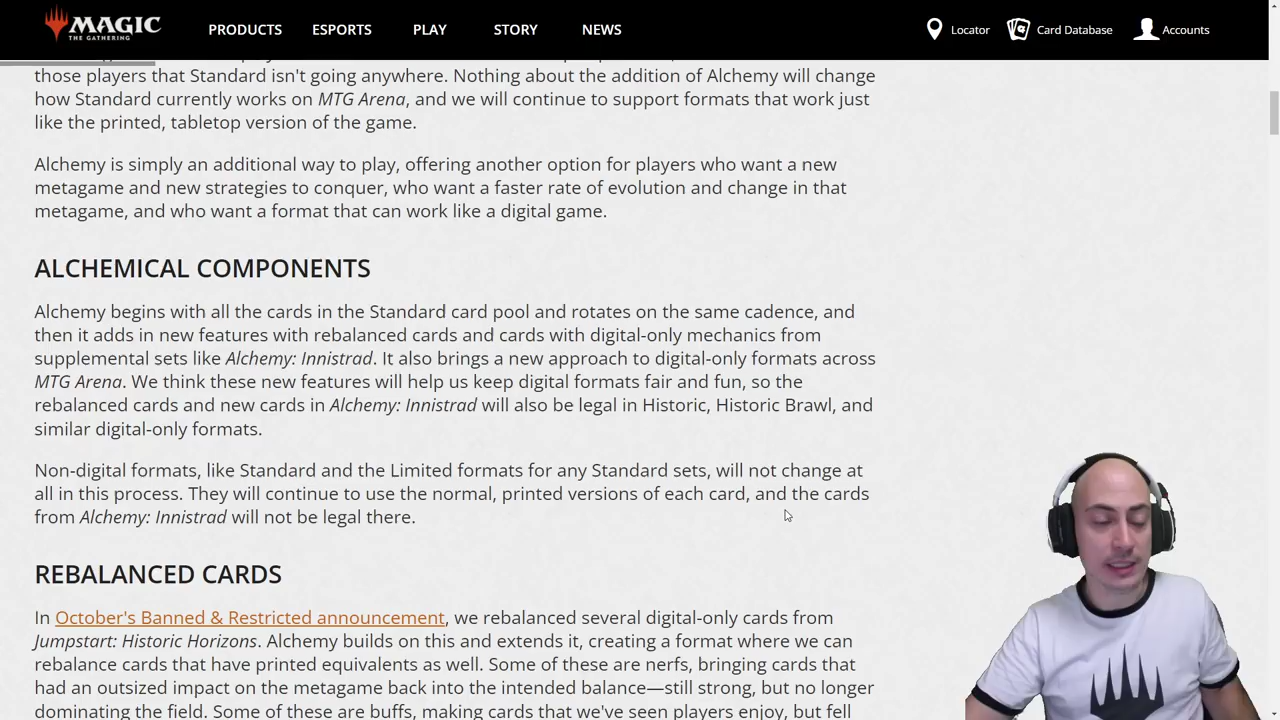 MAGIC
THE GATHERING
PRODUCTS
ESPORTS
PLAY
STORY
NEWS
Locator
Card Database
Accounts
those players that Standard isn't going anywhere. Nothing about the addition of Alchemy will change
how Standard currently works on MTG Arena, and we will continue to support formats that work just
like the printed, tabletop version of the game.
Alchemy is simply an additional way to play, offering another option for players who want a new
metagame and new strategies to conquer, who want a faster rate of evolution and change in that
metagame, and who want a format that can work like a digital game.
ALCHEMICAL COMPONENTS
Alchemy begins with all the cards in the Standard card pool and rotates on the same cadence, and
then it adds in new features with rebalanced cards and cards with digital-only mechanics from
supplemental sets like Alchemy: Innistrad. It also brings a new approach to digital-only formats across
MTG Arena. We think these new features will help us keep digital formats fair and fun, so the
rebalanced cards and new cards in Alchemy: Innistrad will also be legal in Historic, Historic Brawl, and
similar digital-only formats.
Non-digital formats, like Standard and the Limited formats for any Standard sets, will not change at
all in this process. They will continue to use the normal, printed versions of each card, and the cards
from Alchemy: Innistrad will not be legal there.
REBALANCED CARDS
In October's Banned & Restricted announcement, we rebalanced several digital-only cards from
Jumpstart: Historic Horizons. Alchemy builds on this and extends it, creating a format where we can
rebalance cards that have printed equivalents as well. Some of these are nerfs, bringing cards that
had an outsized impact on the metagame back into the intended balance—still strong, but no longer
dominating the field. Some of these are buffs, making cards that we've seen players enjoy, but fell